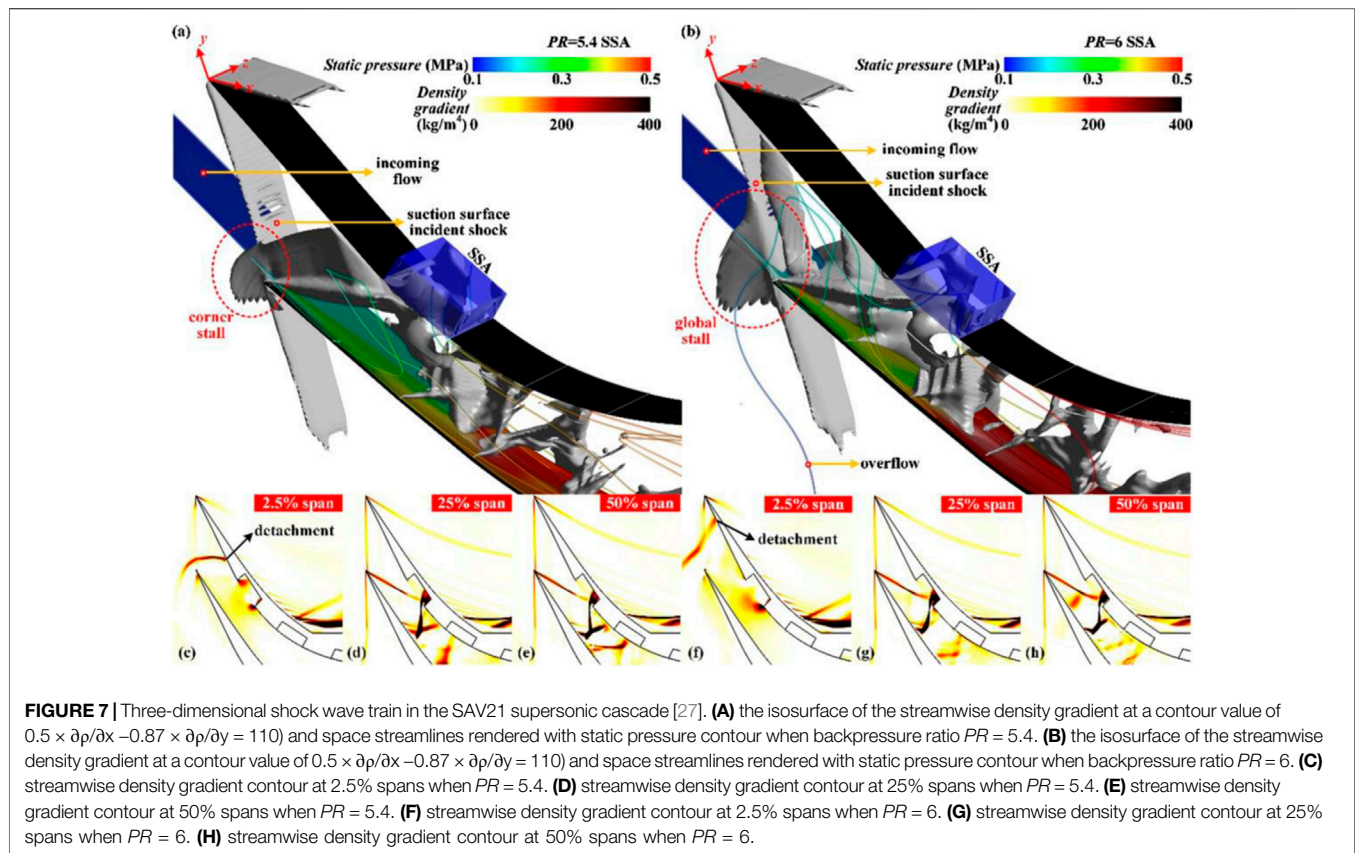 (a)
y
z
x
PR=5.4 SSA
Static pressure (MPa)
0.1
0.3
0.5
Density
gradient
(kg/m⁴)
0
200
400
incoming
flow
suction surface
incident shock
SSA
corner
stall
(b)
y
z
x
PR=6 SSA
Static pressure (MPa)
0.1
0.3
0.5
Density
gradient
(kg/m⁴)
0
200
400
incoming flow
suction surface
incident shock
SSA
global
stall
overflow
2.5% span
detachment
(c)
25% span
(d)
50% span
(e)
2.5% span
detachment
(f)
25% span
(g)
50% span
(h)
FIGURE 7 | Three-dimensional shock wave train in the SAV21 supersonic cascade [27]. (A) the isosurface of the streamwise density gradient at a contour value of
0.5 × ∂ρ/∂x −0.87 × ∂ρ/∂y = 110) and space streamlines rendered with static pressure contour when backpressure ratio PR = 5.4. (B) the isosurface of the streamwise
density gradient at a contour value of 0.5 × ∂ρ/∂x −0.87 × ∂ρ/∂y = 110) and space streamlines rendered with static pressure contour when backpressure ratio PR = 6. (C)
streamwise density gradient contour at 2.5% spans when PR = 5.4. (D) streamwise density gradient contour at 25% spans when PR = 5.4. (E) streamwise density
gradient contour at 50% spans when PR = 5.4. (F) streamwise density gradient contour at 2.5% spans when PR = 6. (G) streamwise density gradient contour at 25%
spans when PR = 6. (H) streamwise density gradient contour at 50% spans when PR = 6.